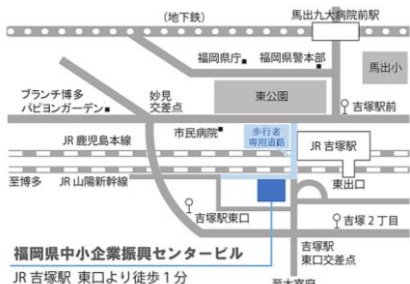 (地下鉄)
馬出九大病院前駅
福岡県庁
福岡県警本部
馬出小
ブランチ博多
パピヨンガーデン
妙見
交差点
東公園
吉塚駅前
市民病院
歩行者
専用道路
JR 鹿児島本線
JR 吉塚駅
至博多
JR 山陽新幹線
東出口
吉塚駅東口
吉塚2丁目
福岡県中小企業振興センタービル
吉塚駅
東口交差点
JR 吉塚駅 東口より徒歩1分
至太宰府